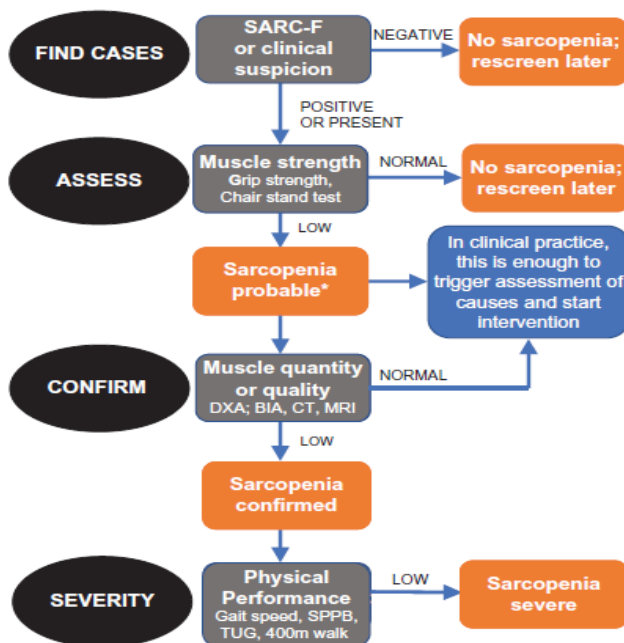 FIND CASES
SARC-F
or clinical
suspicion
NEGATIVE
No sarcopenia;
rescreen later
POSITIVE
OR PRESENT
ASSESS
Muscle strength
Grip strength,
Chair stand test
NORMAL
No sarcopenia;
rescreen later
LOW
Sarcopenia
probable*
In clinical practice,
this is enough to
trigger assessment of
causes and start
intervention
CONFIRM
Muscle quantity
or quality
DXA; BIA, CT, MRI
NORMAL
LOW
Sarcopenia
confirmed
SEVERITY
Physical
Performance
Gait speed, SPPB,
TUG, 400m walk
LOW
Sarcopenia
severe